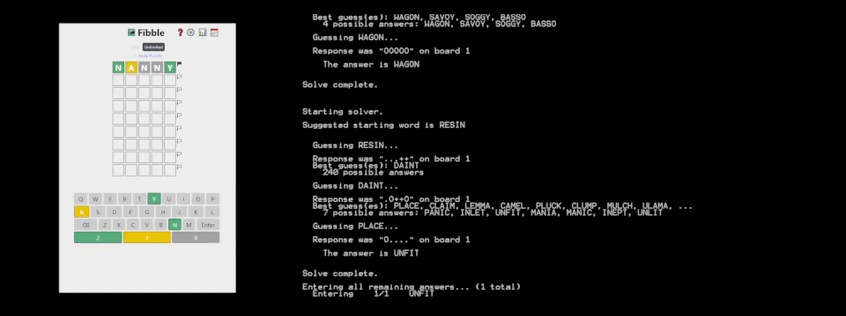 Fibble
Unlimited
N A N N Y
Q W E R T Y U I O P
A S D F G H J K L
Z X C V B N M Enter
2 1 0
Best guess(es): WAGON, SAVOY, SOGGY, BASSO
4 possible answers: WAGON, SAVOY, SOGGY, BASSO
Guessing WAGON...
Response was "OOOOO" on board 1
The answer is WAGON
Solve complete.
Starting solver.
Suggested starting word is RESIN
Guessing RESIN...
Response was "...++" on board 1
Best guess(es): DAINT
240 possible answers
Guessing DAINT...
Response was ".O++O" on board 1
Best guess(es): PLACE, CLAIM, LEMMA, CAMEL, PLUCK, CLUMP, MULCH, ULAMA, ...
7 possible answers: PANIC, INLET, UNFIT, MANIA, MANIC, INEPT, UNLIT
Guessing PLACE...
Response was "O...." on board 1
The answer is UNFIT
Solve complete.
Entering all remaining answers... (1 total)
Entering 1/1 UNFIT